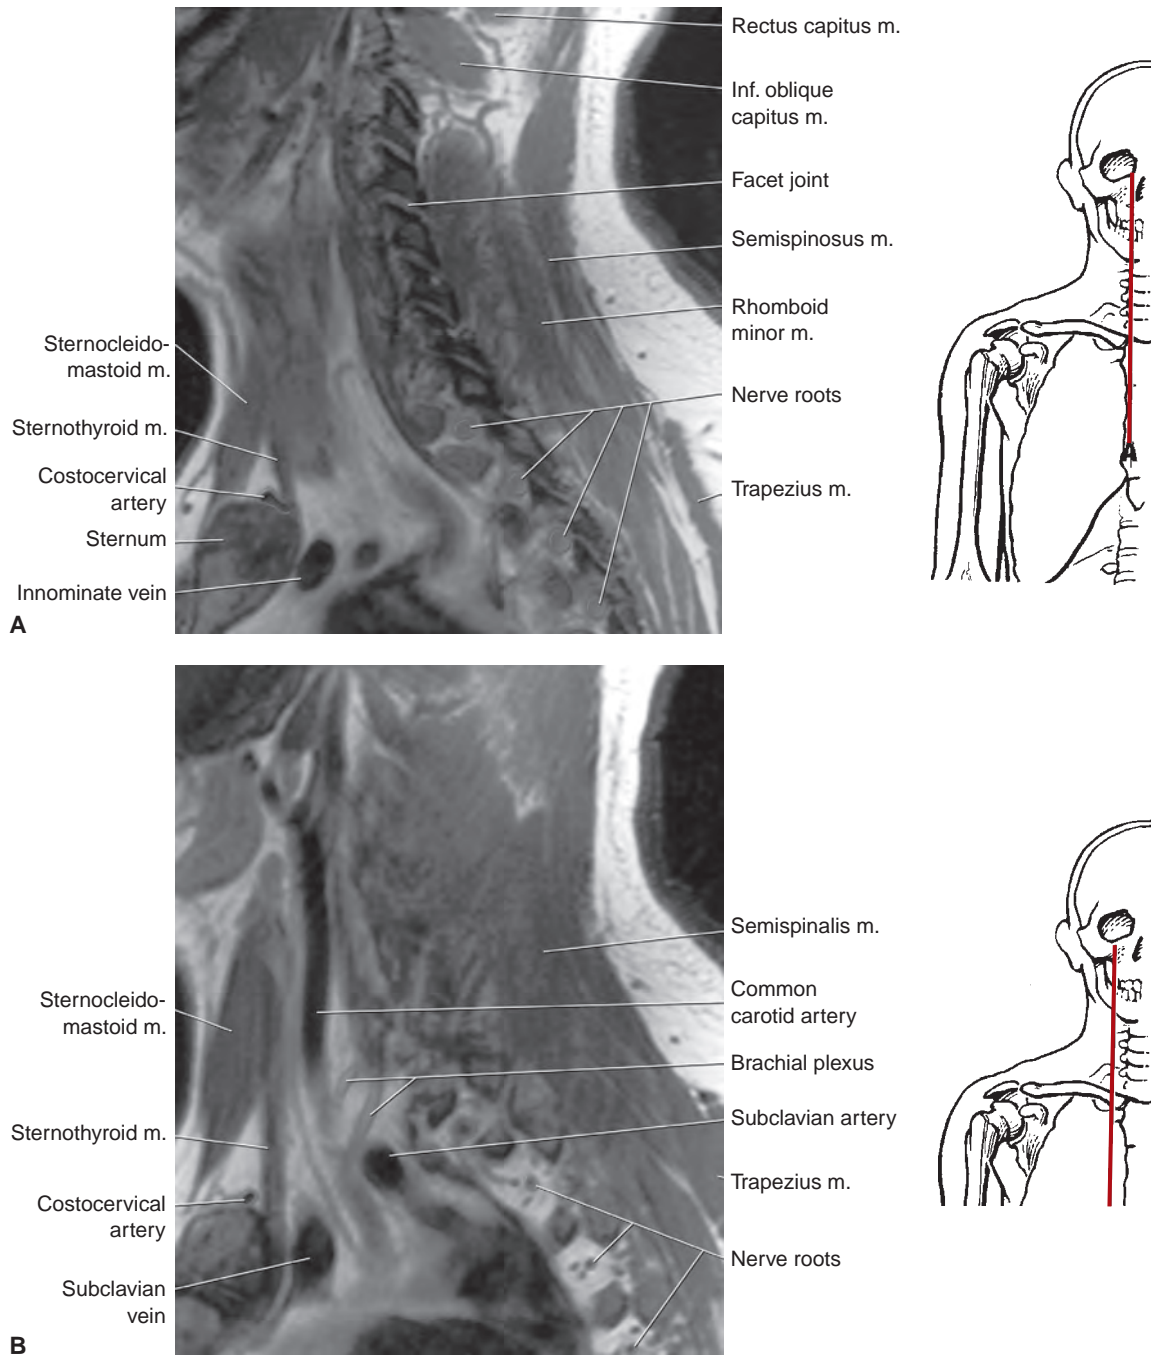 Rectus capitus m.
Inf. oblique
capitus m.
Facet joint
Semispinosus m.
Rhomboid
minor m.
Nerve roots
Trapezius m.
Sternocleido-
mastoid m.
Sternothyroid m.
Costocervical
artery
Sternum
Innominate vein
A
A
Semispinalis m.
Common
carotid artery
Brachial plexus
Subclavian artery
Trapezius m.
Nerve roots
Sternocleido-
mastoid m.
Sternothyroid m.
Costocervical
artery
Subclavian
vein
B